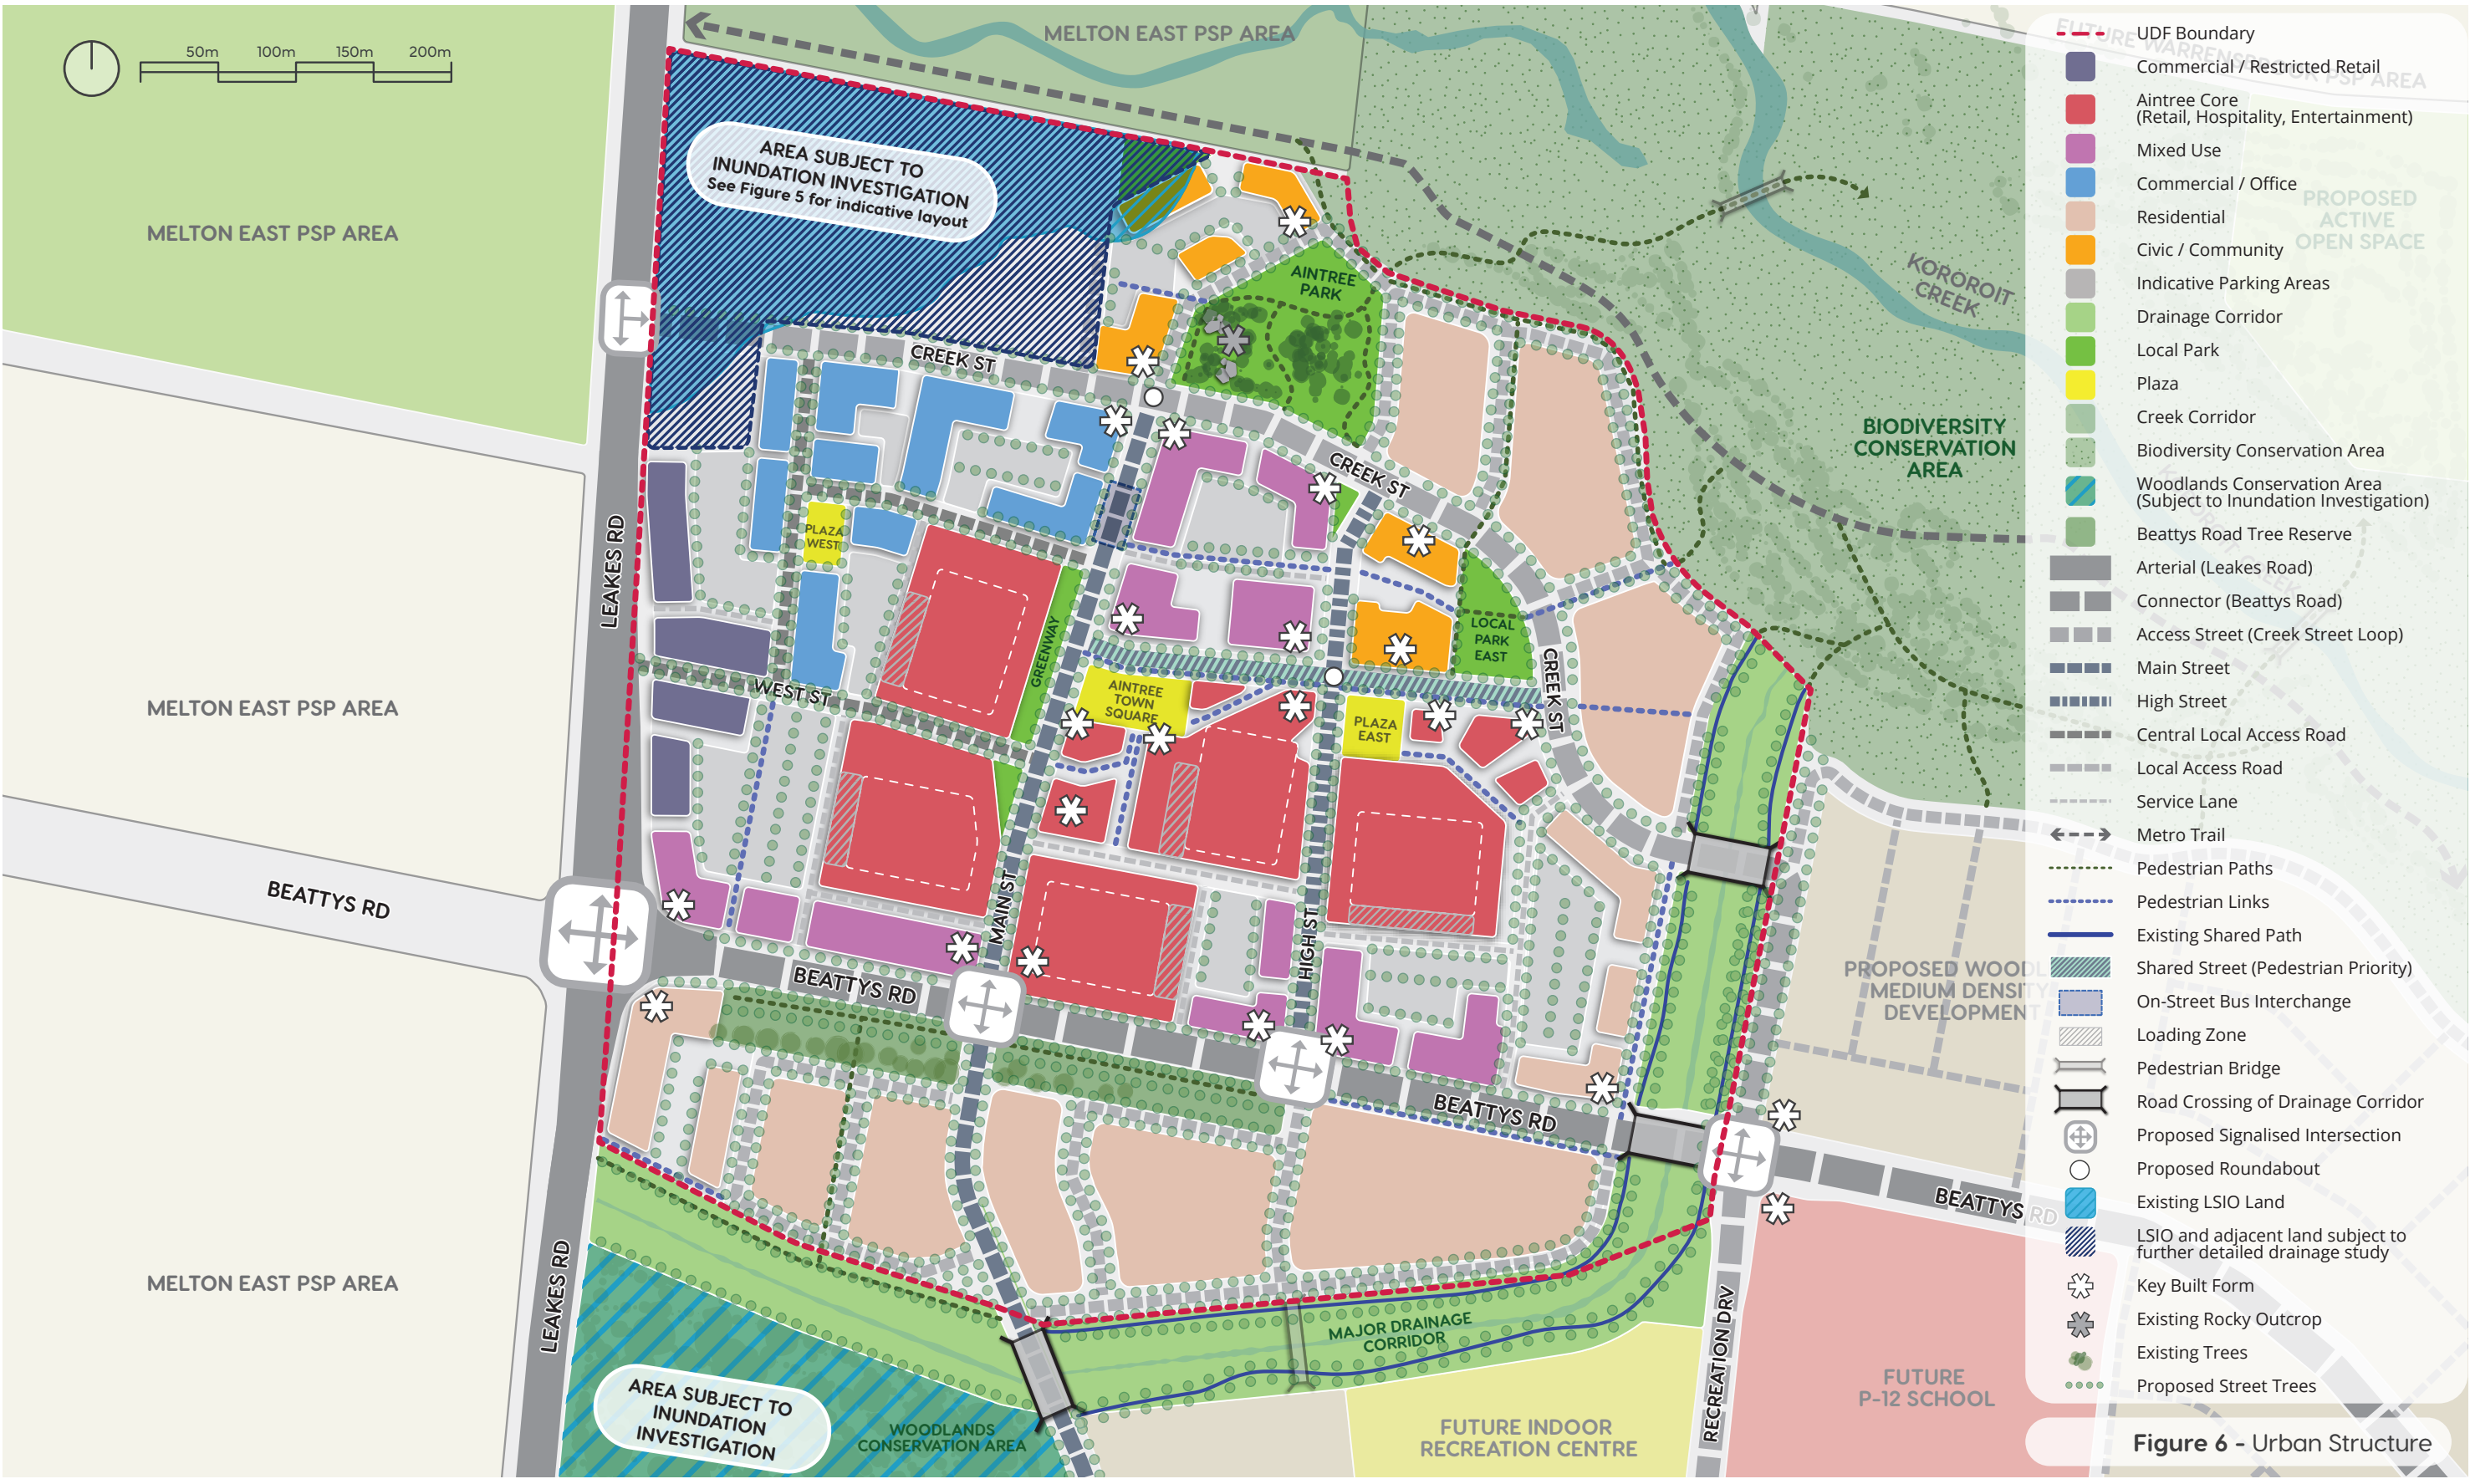 50m 100m 150m 200m
MELTON EAST PSP AREA
AREA SUBJECT TO
INUNDATION INVESTIGATION
See Figure 5 for indicative layout
MELTON EAST PSP AREA
AINTREE
PARK
KOROROIT
CREEK
CREEK ST
CREEK ST
BIODIVERSITY
CONSERVATION
AREA
PLAZA
WEST
LEAKES RD
GREENWAY
LOCAL
PARK
EAST
CREEK ST
AINTREE
TOWN
SQUARE
PLAZA
EAST
WEST ST
MELTON EAST PSP AREA
BEATTYS RD
MAIN ST
HIGH ST
BEATTYS RD
PROPOSED
MEDIUM DENSITY
DEVELOPMENT
BEATTYS RD
BEATTYS RD
MELTON EAST PSP AREA
LEAKES RD
MAJOR DRAINAGE
CORRIDOR
RECREATION DRV
AREA SUBJECT TO
INUNDATION
INVESTIGATION
WOODLANDS
CONSERVATION AREA
FUTURE INDOOR
RECREATION CENTRE
FUTURE
P-12 SCHOOL
FUTURE WARRENSBROOK PSP AREA
PROPOSED
ACTIVE
OPEN SPACE
UDF Boundary
Commercial / Restricted Retail
Aintree Core
(Retail, Hospitality, Entertainment)
Mixed Use
Commercial / Office
Residential
Civic / Community
Indicative Parking Areas
Drainage Corridor
Local Park
Plaza
Creek Corridor
Biodiversity Conservation Area
Woodlands Conservation Area
(Subject to Inundation Investigation)
Beattys Road Tree Reserve
Arterial (Leakes Road)
Connector (Beattys Road)
Access Street (Creek Street Loop)
Main Street
High Street
Central Local Access Road
Local Access Road
Service Lane
Metro Trail
Pedestrian Paths
Pedestrian Links
Existing Shared Path
Shared Street (Pedestrian Priority)
On-Street Bus Interchange
Loading Zone
Pedestrian Bridge
Road Crossing of Drainage Corridor
Proposed Signalised Intersection
Proposed Roundabout
Existing LSIO Land
LSIO and adjacent land subject to
further detailed drainage study
Key Built Form
Existing Rocky Outcrop
Existing Trees
Proposed Street Trees
Figure 6 - Urban Structure